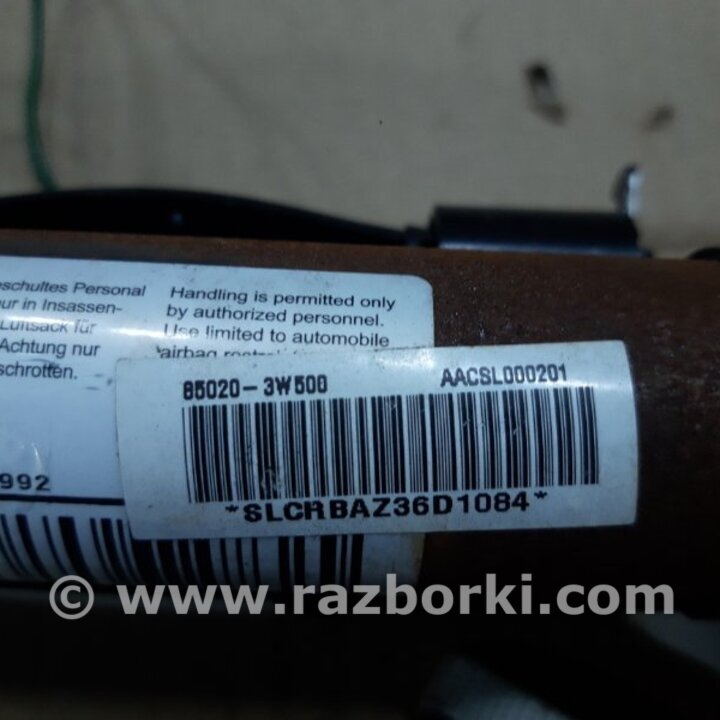 eschultes Personal
ur in Insassen-
Luftsack für
Achtung nur
schrotten.
Handling is permitted only
by authorized personnel.
Use limited to automobile
airbag
992
85020-3W500 AACSL000201
*SLCRBAZ36D1084*
© www.razborki.com